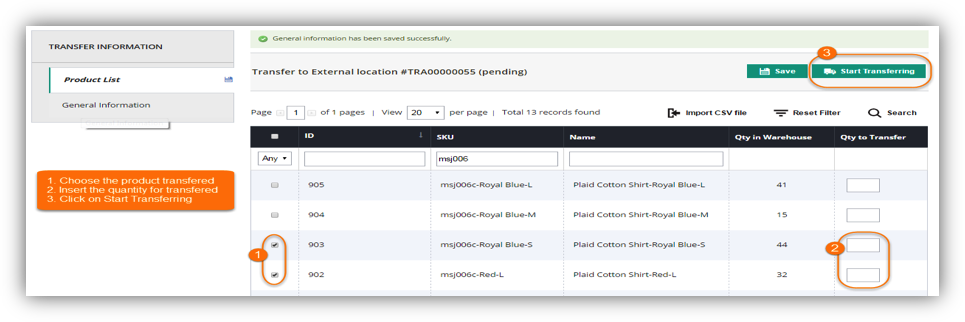 TRANSFER INFORMATION
Product List
General Information
1. Choose the product transfered
2. Insert the quantity for transfered
3. Click on Start Transferring
General information has been saved successfully.
3
Transfer to External location #TRA00000055 (pending)
Save
Start Transferring
Page 1 of 1 pages | View 20 per page | Total 13 records found
Import CSV file
Reset Filter
Search
ID SKU Name Qty in Warehouse Qty to Transfer
Any msj006
905 msj006c-Royal Blue-L Plaid Cotton Shirt-Royal Blue-L 41
904 msj006c-Royal Blue-M Plaid Cotton Shirt-Royal Blue-M 15
903 msj006c-Royal Blue-S Plaid Cotton Shirt-Royal Blue-S 44
1 2
902 msj006c-Red-L Plaid Cotton Shirt-Red-L 32